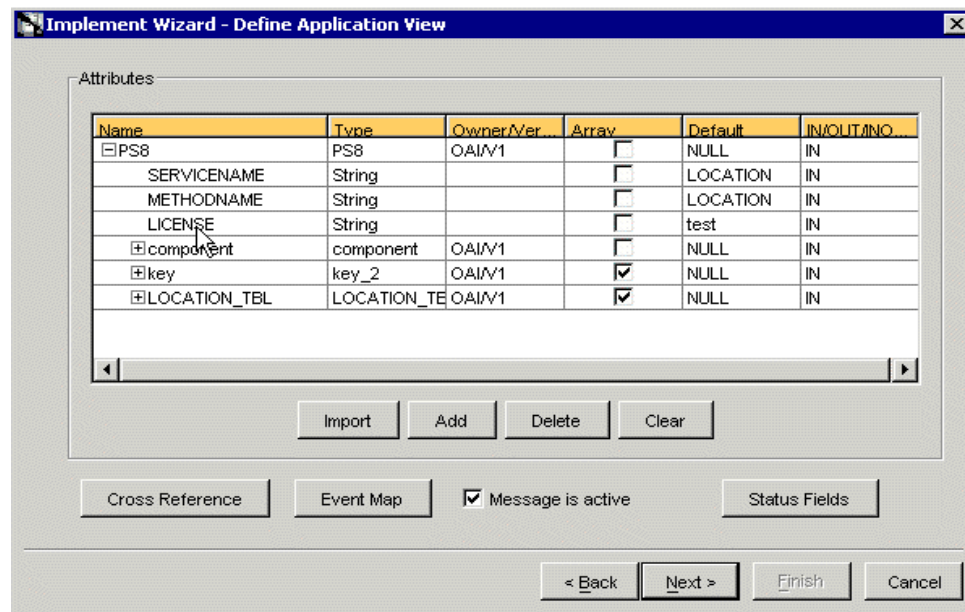 Implement Wizard - Define Application View
Attributes
Name Type Owner/Ver... Array Default IN/OUT/INO...
PS8 PS8 OAI/V1 NULL IN
SERVICENAME String LOCATION IN
METHODNAME String LOCATION IN
LICENSE String test IN
component component OAI/V1 NULL IN
key key_2 OAI/V1 NULL IN
LOCATION_TBL LOCATION_TE OAI/V1 NULL IN
Import Add Delete Clear
Cross Reference Event Map Message is active Status Fields
< Back Next > Finish Cancel